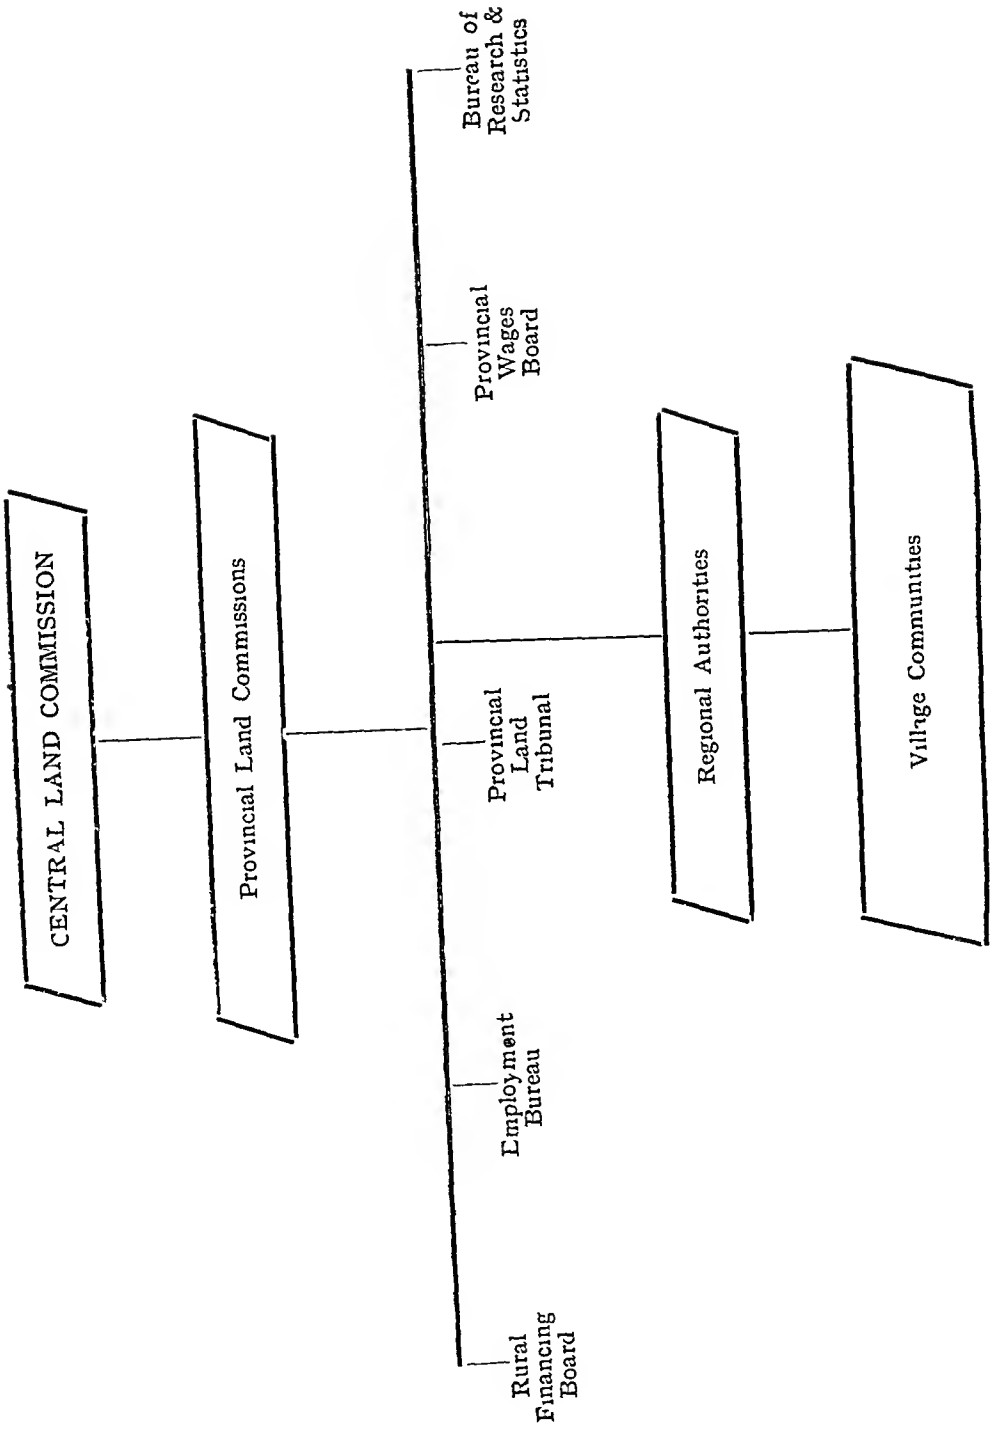 CENTRAL LAND COMMISSION
Provincial Land Commissions
Rural
Financing
Board
Employment
Bureau
Provincial
Land
Tribunal
Provincial
Wages
Board
Bureau of
Research &
Statistics
Regional Authorities
Village Communities